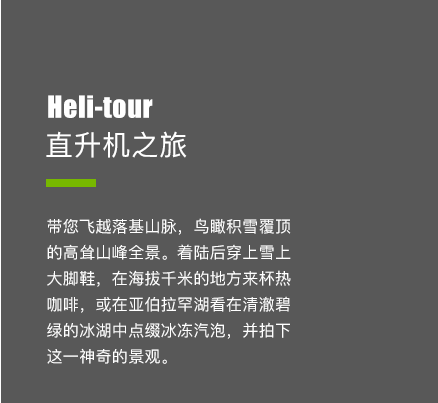 Heli-tour
直升机之旅
带您飞越落基山脉，鸟瞰积雪覆顶
的高耸山峰全景。着陆后穿上雪上
大脚鞋，在海拔千米的地方来杯热
咖啡，或在亚伯拉罕湖看在清澈碧
绿的冰湖中点缀冰冻汽泡，并拍下
这一神奇的景观。